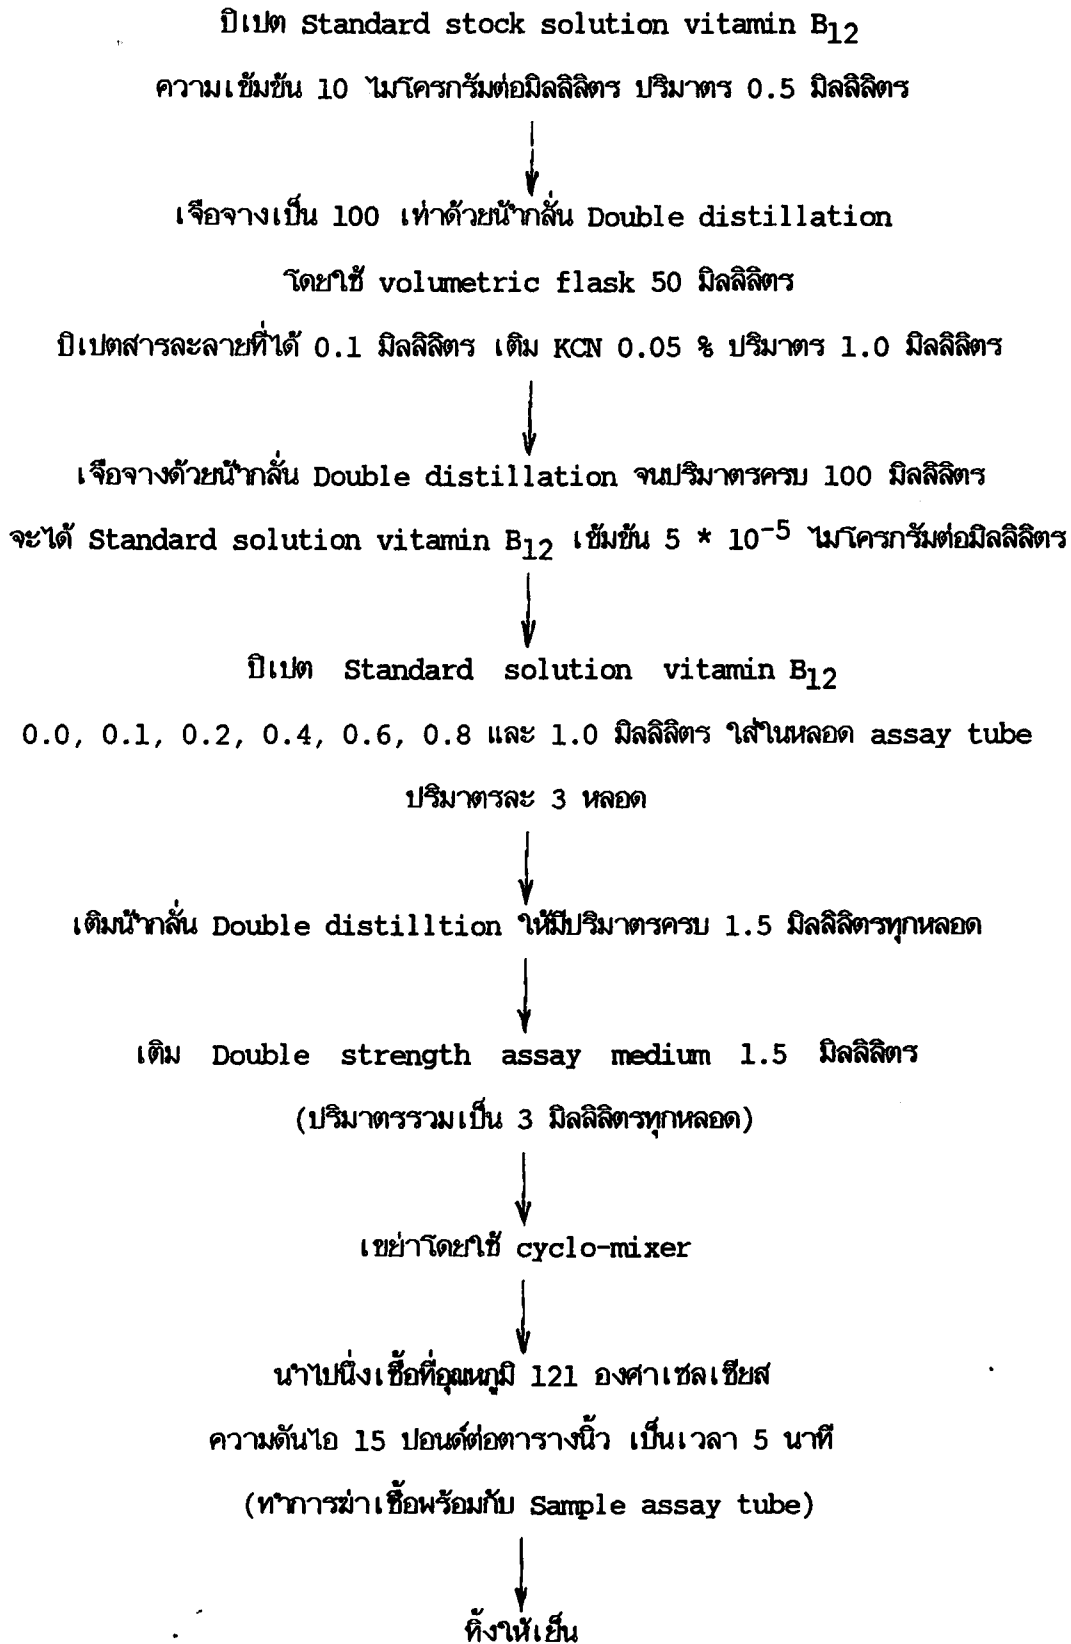 ปิเปต Standard stock solution vitamin B12
ความเข้มข้น 10 ไมโครกรัมต่อมิลลิลิตร ปริมาตร 0.5 มิลลิลิตร
เจือจางเป็น 100 เท่าด้วยน้ำกลั่น Double distillation
โดยใช้ volumetric flask 50 มิลลิลิตร
ปิเปตสารละลายที่ได้ 0.1 มิลลิลิตร เติม KCN 0.05 % ปริมาตร 1.0 มิลลิลิตร
เจือจางด้วยน้ำกลั่น Double distillation จนปริมาตรครบ 100 มิลลิลิตร
จะได้ Standard solution vitamin B12 เข้มข้น 5 * 10-5 ไมโครกรัมต่อมิลลิลิตร
ปิเปต Standard solution vitamin B12
0.0, 0.1, 0.2, 0.4, 0.6, 0.8 และ 1.0 มิลลิลิตร ใส่ในหลอด assay tube
ปริมาตรละ 3 หลอด
เติมน้ำกลั่น Double distilltion ให้มีปริมาตรครบ 1.5 มิลลิลิตรทุกหลอด
เติม Double strength assay medium 1.5 มิลลิลิตร
(ปริมาตรรวมเป็น 3 มิลลิลิตรทุกหลอด)
เขย่าโดยใช้ cyclo-mixer
นำไปนึ่งเชื้อที่อุณหภูมิ 121 องศาเซลเซียส
ความดันไอ 15 ปอนด์ต่อตารางนิ้ว เป็นเวลา 5 นาที
(ทำการฆ่าเชื้อพร้อมกับ Sample assay tube)
ทิ้งให้เย็น